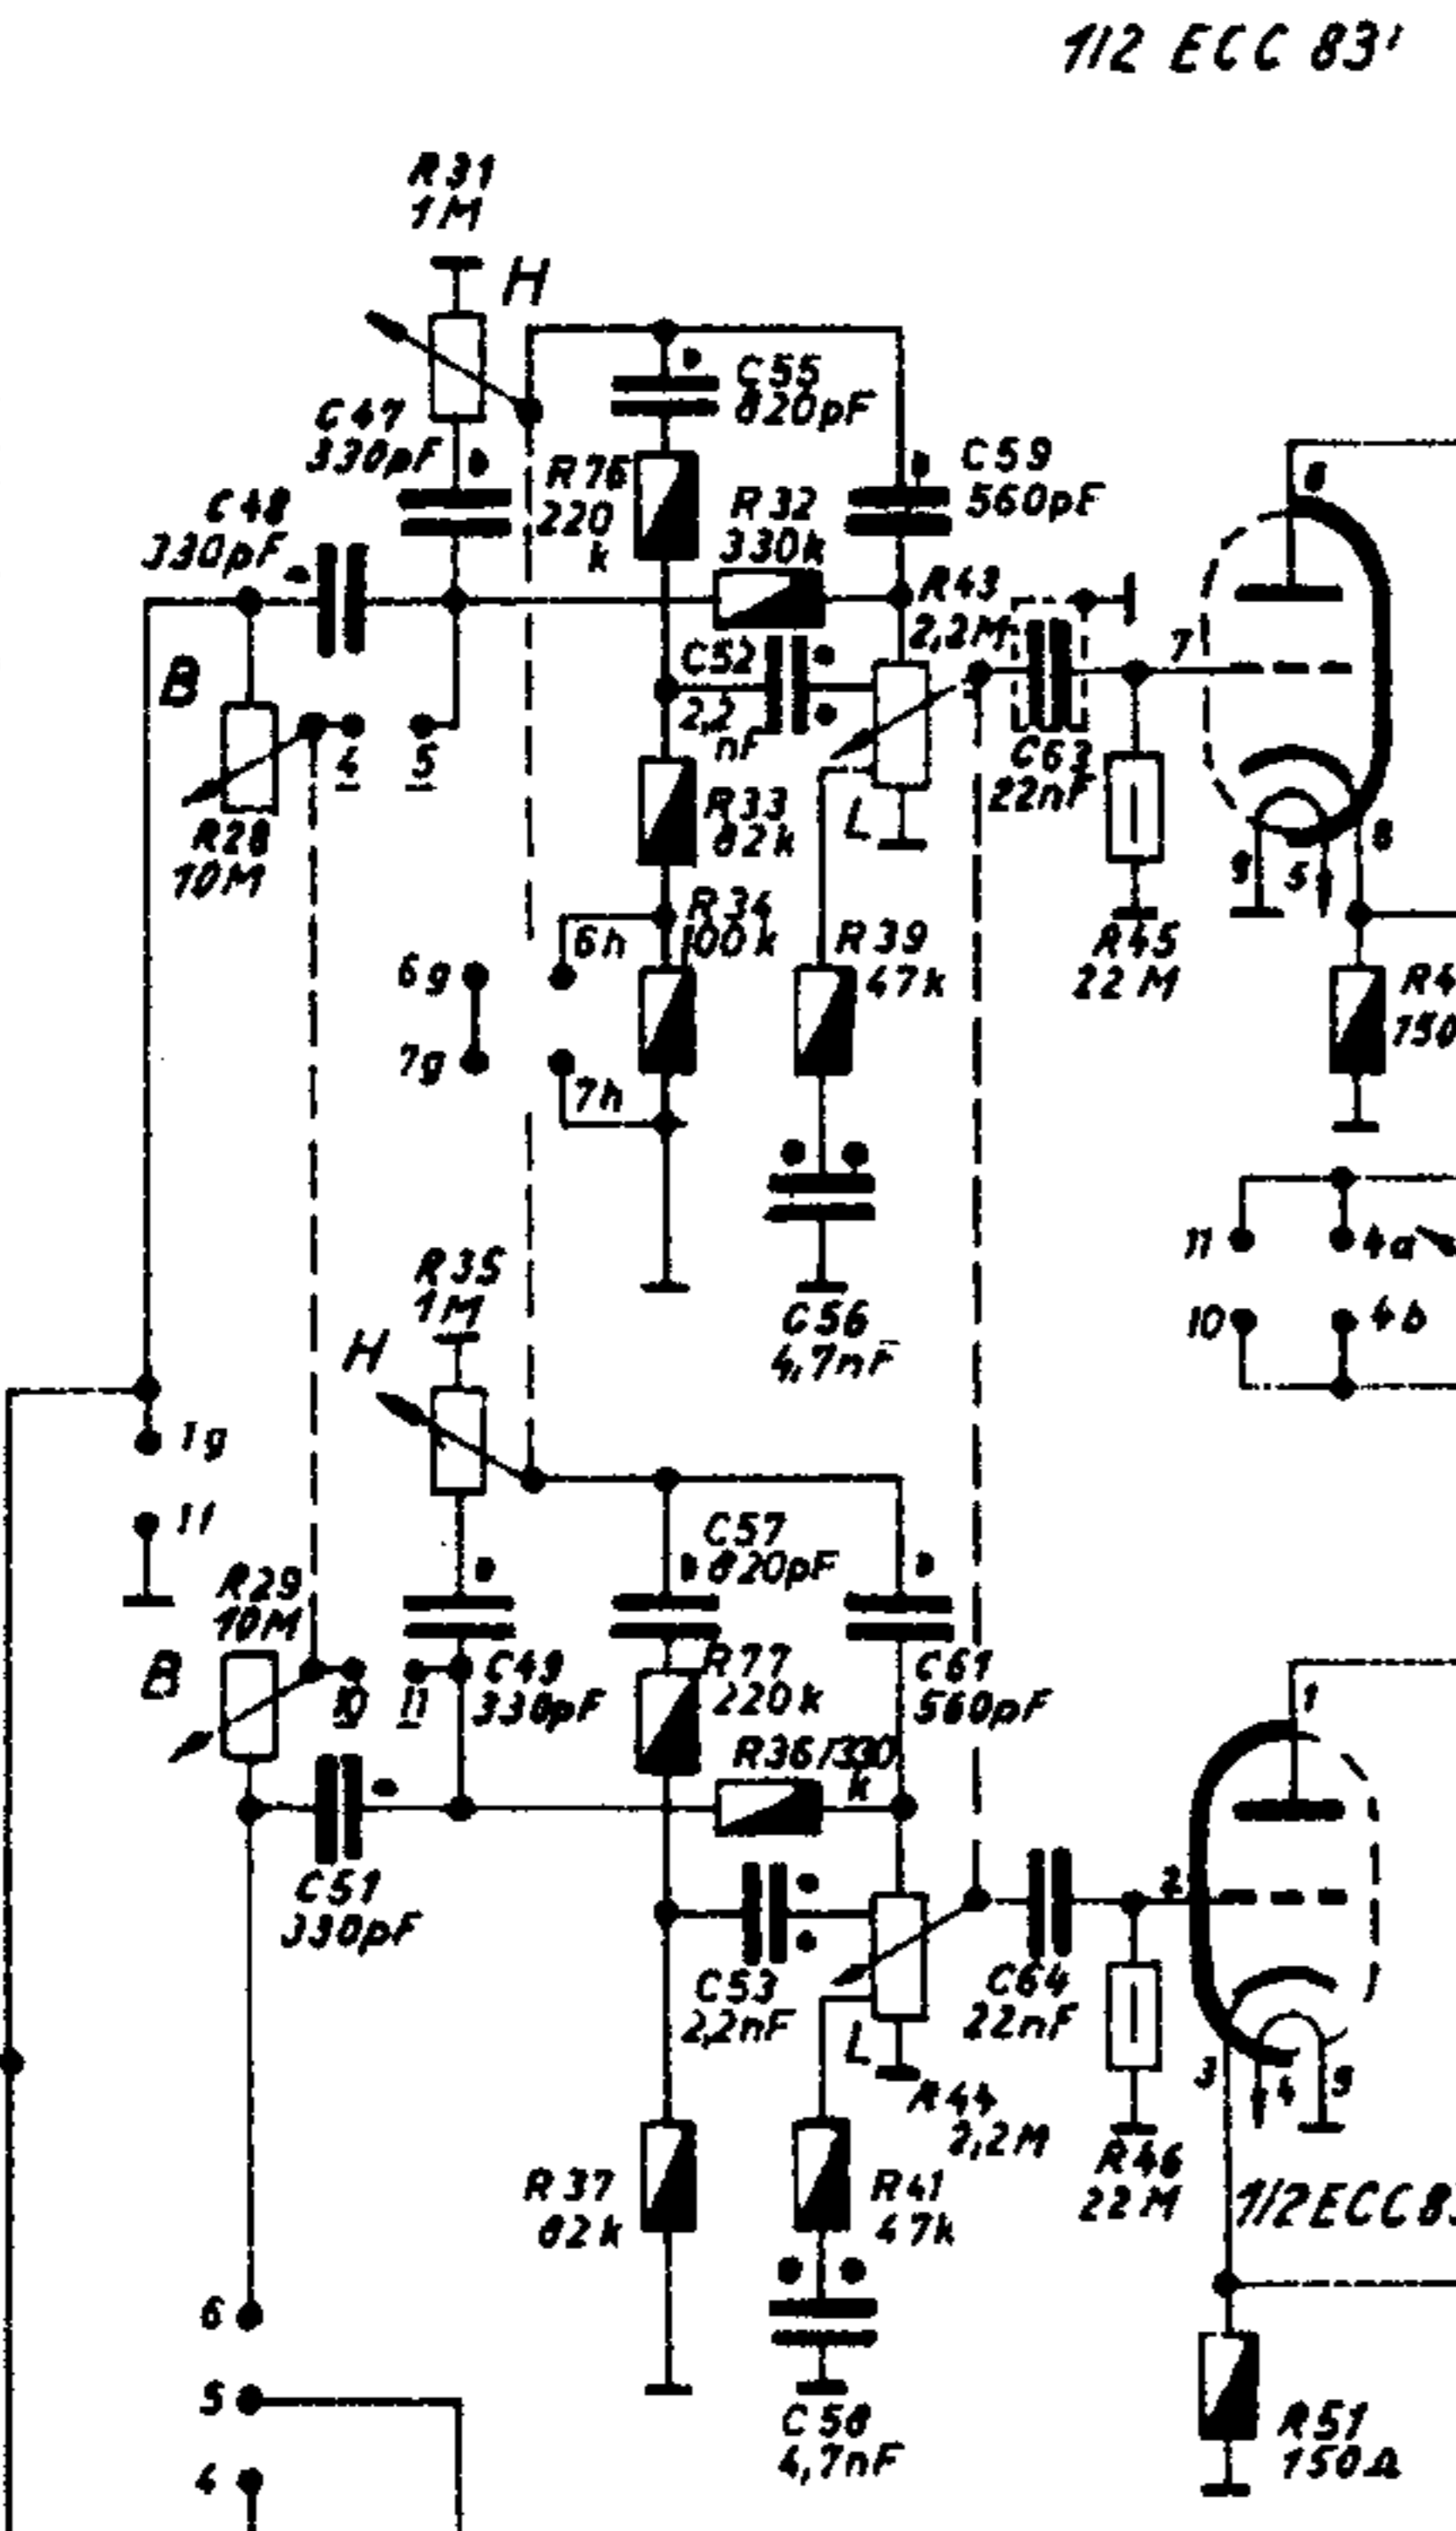 1/2 ECC 83
R31
1M
H
C47
330pF
C55
820pF
R76
220
k
C59
560pF
C48
330pF
R32
330k
R43
2,2M
B
C52
2,2
nF
6
7
4
5
C63
22nF
R28
10M
R33
82k
L
9
5
8
R34
100k
6h
6g
R39
47k
R45
22M
R4
150
7g
7h
11
4a
10
4b
C56
4,7nF
R35
1M
H
1g
1f
C57
820pF
R29
10M
B
10
11
C49
330pF
R77
220k
C61
560pF
R36/330
k
1
C51
330pF
2
C53
2,2nF
C64
22nF
L
3
4
9
R44
2,2M
R37
82k
R41
47k
R46
22M
1/2ECC83
6
5
4
C58
4,7nF
R51
150Ω